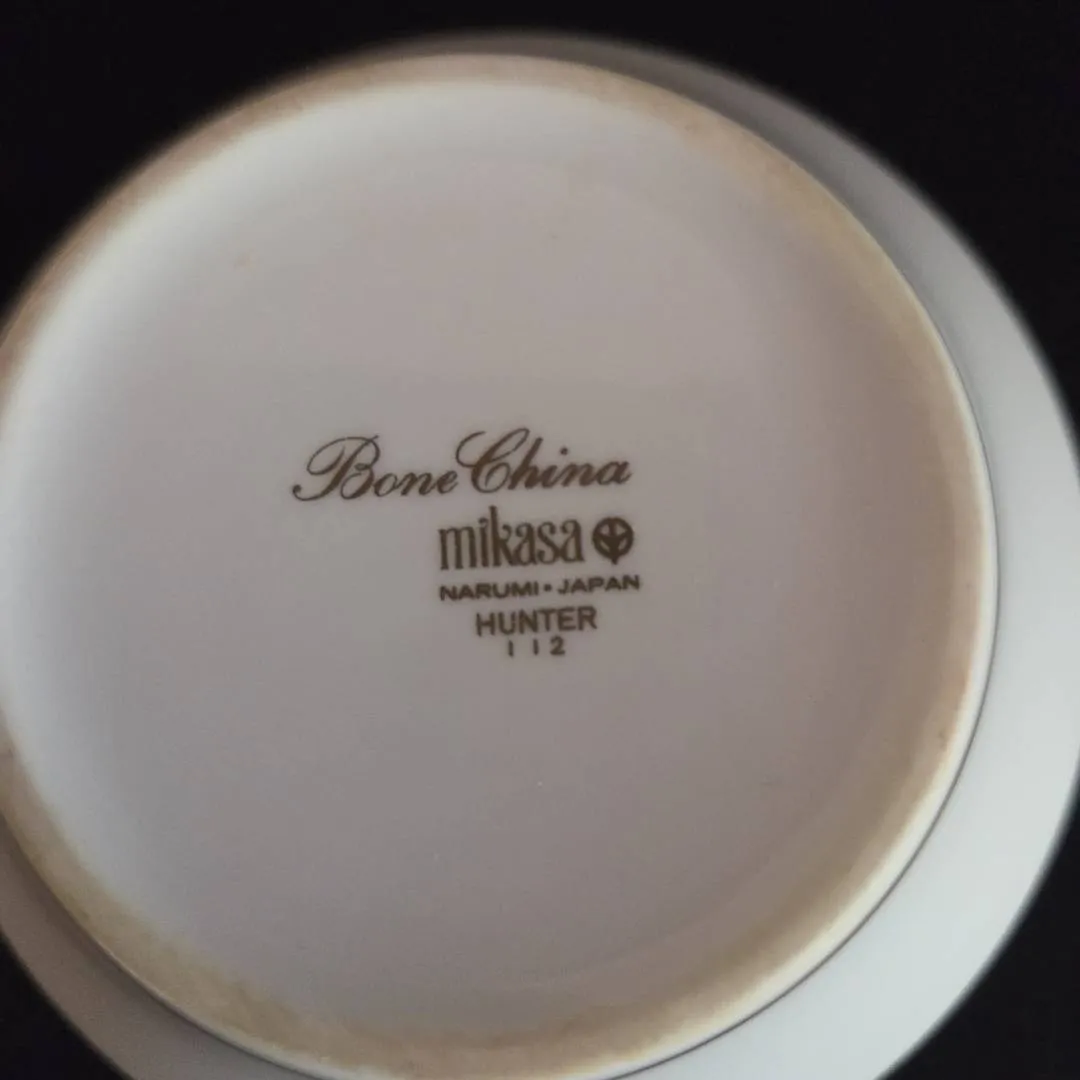 Bone China
mikasa
NARUMI • JAPAN
HUNTER
112